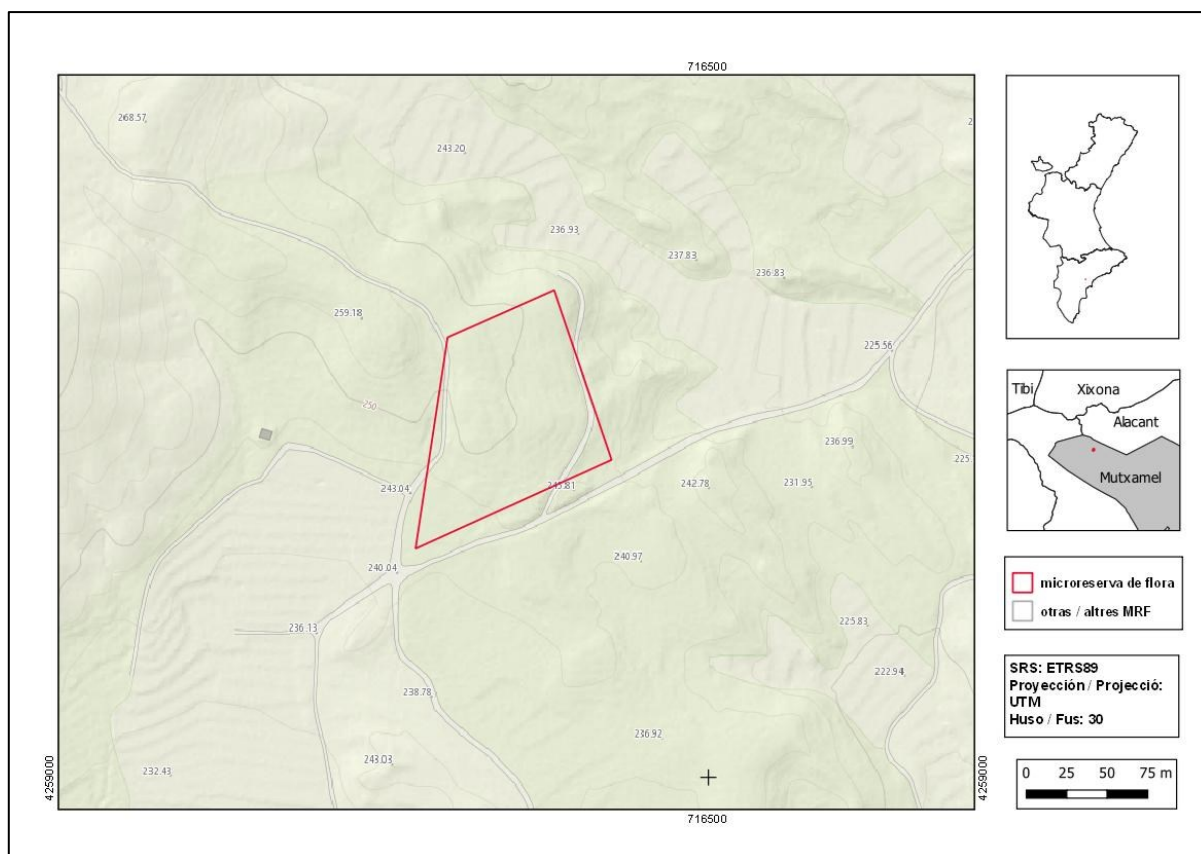 716500
268.57
243.20
236.93
237.83
236.83
259.18
225.56
250
236.99
225.
243.04
245.81
242.78
231.95
240.97
240.04
236.13
225.83
222.94
238.78
236.92
243.03
232.43
4259000
4259000
716500
Tibi
Xixona
Alacant
Mutxamel
microreserva de flora
otras / altres MRF
SRS: ETRS89
Proyección / Projecció:
UTM
Huso / Fus: 30
0 25 50 75 m